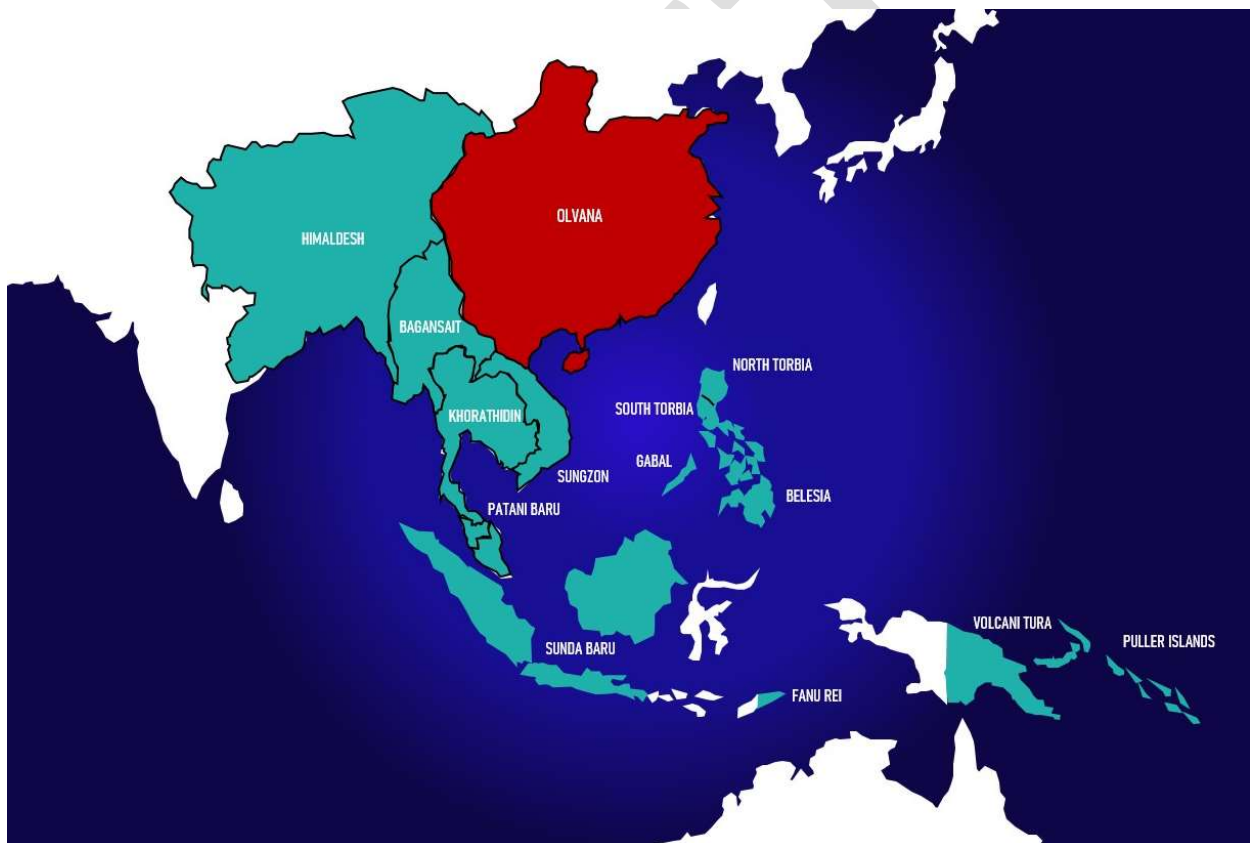 OLVANA
HIMALDESH
BAGANSAIT
NORTH TORBIA
SOUTH TORBIA
KHORATHIDIN
GABAL
SUNGZON
BELESIA
PATANI BARU
VOLCANI TURA
PULLER ISLANDS
SUNDA BARU
FANU REI